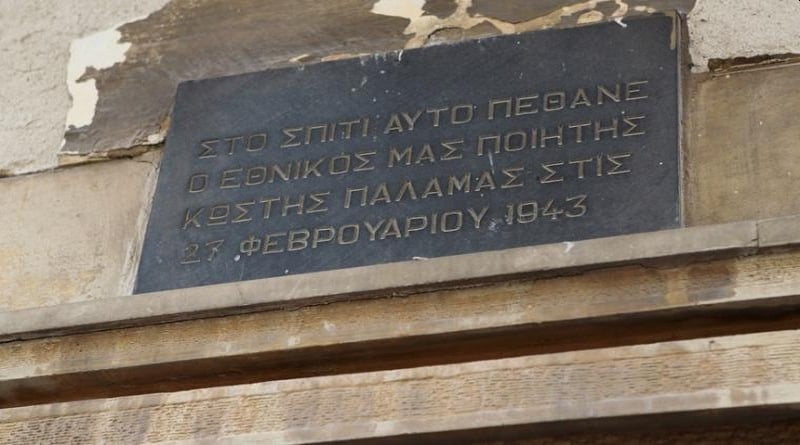 ΣΤΟ ΣΠΙΤΙ ΑΥΤΟ ΠΕΘΑΝΕ
Ο ΕΘΝΙΚΟΣ ΜΑΣ ΠΟΙΗΤΗΣ
ΚΩΣΤΗΣ ΠΑΛΑΜΑΣ ΣΤΙΣ
27 ΦΕΒΡΟΥΑΡΙΟΥ 1943